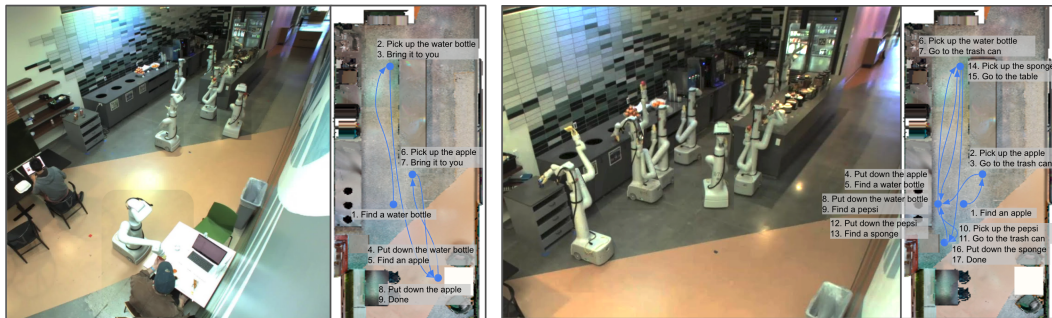 2. Pick up the water bottle
3. Bring it to you
6. Pick up the apple
7. Bring it to you
1. Find a water bottle
4. Put down the water bottle
5. Find an apple
8. Put down the apple
9. Done
6. Pick up the water bottle
7. Go to the trash can
14. Pick up the sponge
15. Go to the table
2. Pick up the apple
3. Go to the trash can
4. Put down the apple
5. Find a water bottle
8. Put down the water bottle
9. Find a pepsi
1. Find an apple
12. Put down the pepsi
13. Find a sponge
10. Pick up the pepsi
11. Go to the trash can
16. Put down the sponge
17. Done